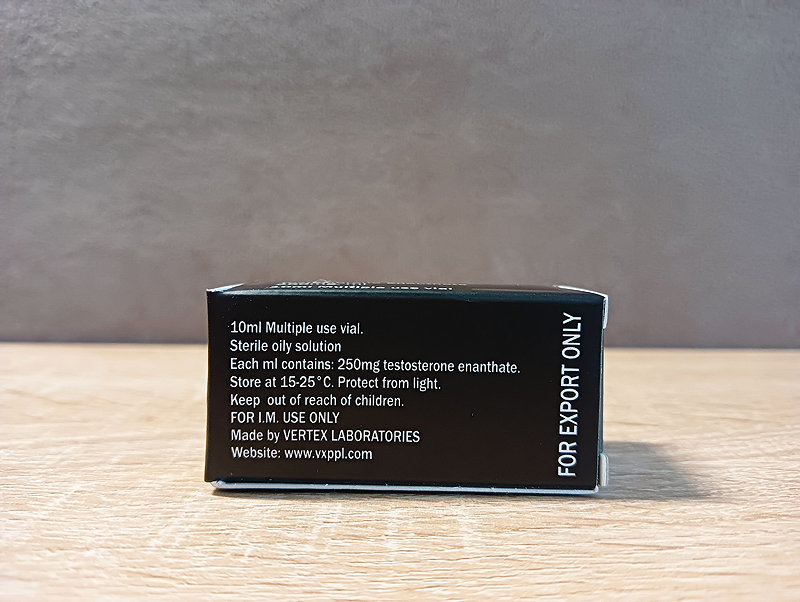 10ml Multiple use vial.
Sterile oily solution
Each ml contains: 250mg testosterone enanthate.
Store at 15-25°C. Protect from light.
Keep out of reach of children.
FOR I.M. USE ONLY
Made by VERTEX LABORATORIES
Website: www.vxppl.com
FOR EXPORT ONLY